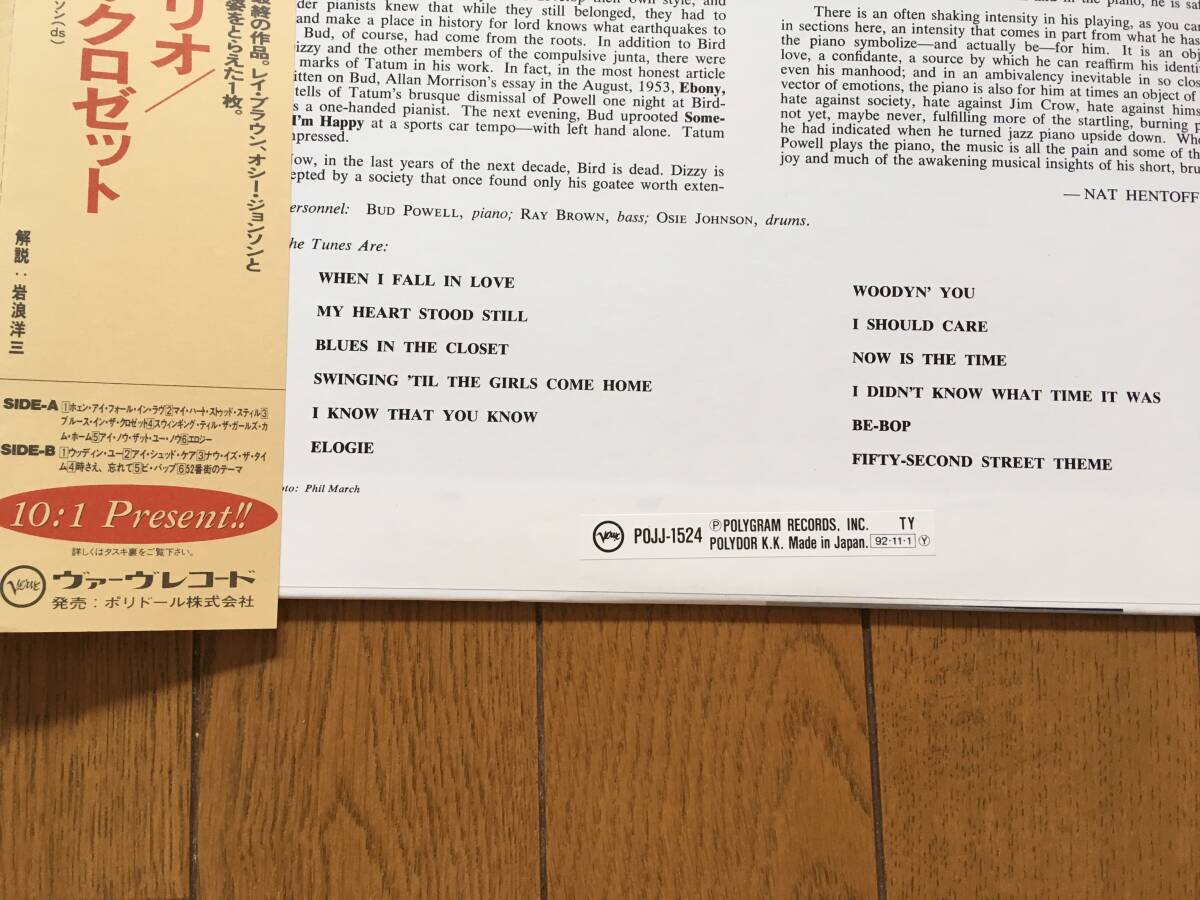 リオ／
クロゼット
最終の作品。レイ・ブラウン、オシー・ジョンソンと
姿をとらえた1枚。
ソン(ds)
解説：岩浪洋三
SIDE-A 1ホエン・アイ・フォール・イン・ラヴ2マイ・ハート・ストゥッド・スティル3
ブルース・イン・ザ・クロゼット4スウィンギング・ティル・ザ・ガールズ・カ
ム・ホーム5アイ・ノウ・ザット・ユー・ノウ6エロジー
SIDE-B 1ウッディン・ユー2アイ・シュッド・ケア3ナウ・イズ・ザ・タイ
ム4時さえ、忘れて5ビ・バップ6 52番街のテーマ
10:1 Present!!
詳しくはタスキ裏をご覧下さい。
Verve ヴァーヴレコード
発売：ポリドール株式会社
pianists knew that while they still belonged, they had to
and make a place in history for lord knows what earthquakes to
Bud, of course, had come from the roots. In addition to Bird
and the other members of the compulsive junta, there were
marks of Tatum in his work. In fact, in the most honest article
on Bud, Allan Morrison's essay in the August, 1953, Ebony,
tells of Tatum's brusque dismissal of Powell one night at Bird-
a one-handed pianist. The next evening, Bud uprooted Some-
I'm Happy at a sports car tempo—with left hand alone. Tatum
in the last years of the next decade, Bird is dead. Dizzy is
by a society that once found only his goatee worth exten-
There is an often shaking intensity in his playing, as you can
in sections here, an intensity that comes in part from what he has
the piano symbolize—and actually be—for him. It is an
love, a confidante, a source by which he can reaffirm his
even his manhood; and in an ambivalency inevitable in so
vector of emotions, the piano is also for him at times an object of
hate against society, hate against Jim Crow, hate against
not yet, maybe never, fulfilling more of the startling, burning
he had indicated when he turned jazz piano upside down.
Powell plays the piano, the music is all the pain and some of
joy and much of the awakening musical insights of his short,
— NAT HENTOFF
BUD POWELL, piano; RAY BROWN, bass; OSIE JOHNSON, drums.
Tunes Are:
WHEN I FALL IN LOVE
MY HEART STOOD STILL
BLUES IN THE CLOSET
SWINGING 'TIL THE GIRLS COME HOME
I KNOW THAT YOU KNOW
ELOGIE
WOODYN' YOU
I SHOULD CARE
NOW IS THE TIME
I DIDN'T KNOW WHAT TIME IT WAS
BE-BOP
FIFTY-SECOND STREET THEME
Phil March
Verve POJJ-1524 Ⓟ POLYGRAM RECORDS, INC. TY
POLYDOR K.K. Made in Japan. 92·11·1 Ⓨ